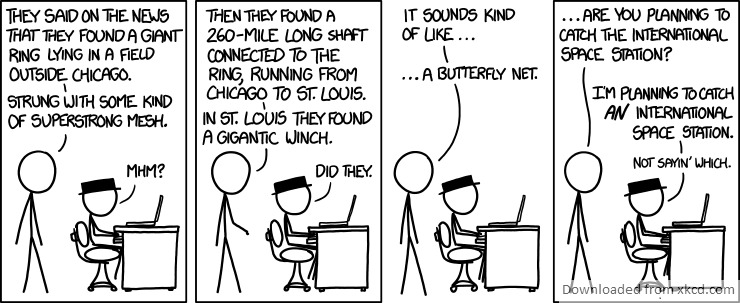 THEY SAID ON THE NEWS
THAT THEY FOUND A GIANT
RING LYING IN A FIELD
OUTSIDE CHICAGO.
STRUNG WITH SOME KIND
OF SUPERSTRONG MESH.
MHM?
THEN THEY FOUND A
260-MILE LONG SHAFT
CONNECTED TO THE
RING, RUNNING FROM
CHICAGO TO ST. LOUIS.
IN ST. LOUIS THEY FOUND
A GIGANTIC WINCH.
DID THEY.
IT SOUNDS KIND
OF LIKE ...
...A BUTTERFLY NET.
...ARE YOU PLANNING TO
CATCH THE INTERNATIONAL
SPACE STATION?
I'M PLANNING TO CATCH
AN INTERNATIONAL
SPACE STATION.
NOT SAYIN' WHICH.
Downloaded from xkcd.com